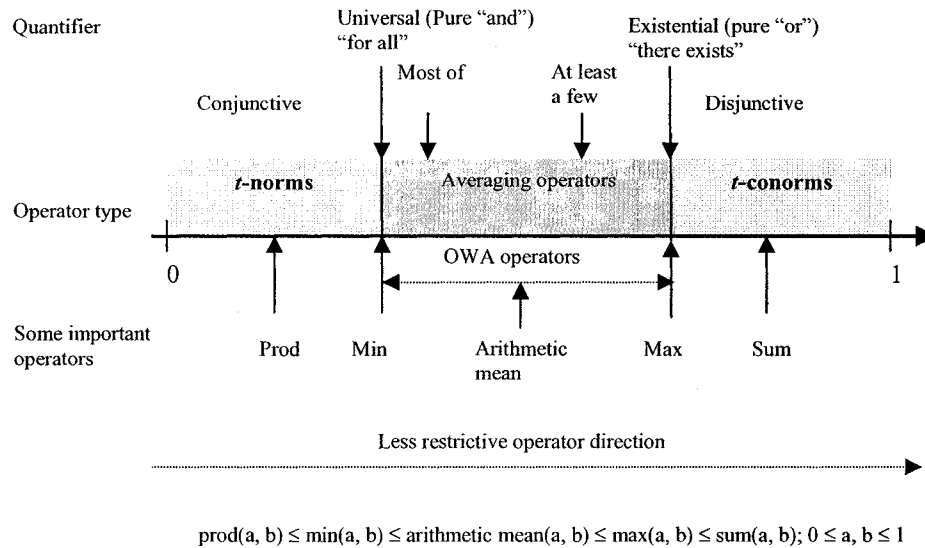 Quantifier
Universal (Pure “and”)
“for all”
Existential (pure “or”)
“there exists”
Most of
At least
a few
Conjunctive
Disjunctive
t-norms
Averaging operators
t-conorms
Operator type
OWA operators
0
1
Some important
operators
Prod
Min
Arithmetic
mean
Max
Sum
Less restrictive operator direction
prod(a, b) ≤ min(a, b) ≤ arithmetic mean(a, b) ≤ max(a, b) ≤ sum(a, b); 0 ≤ a, b ≤ 1